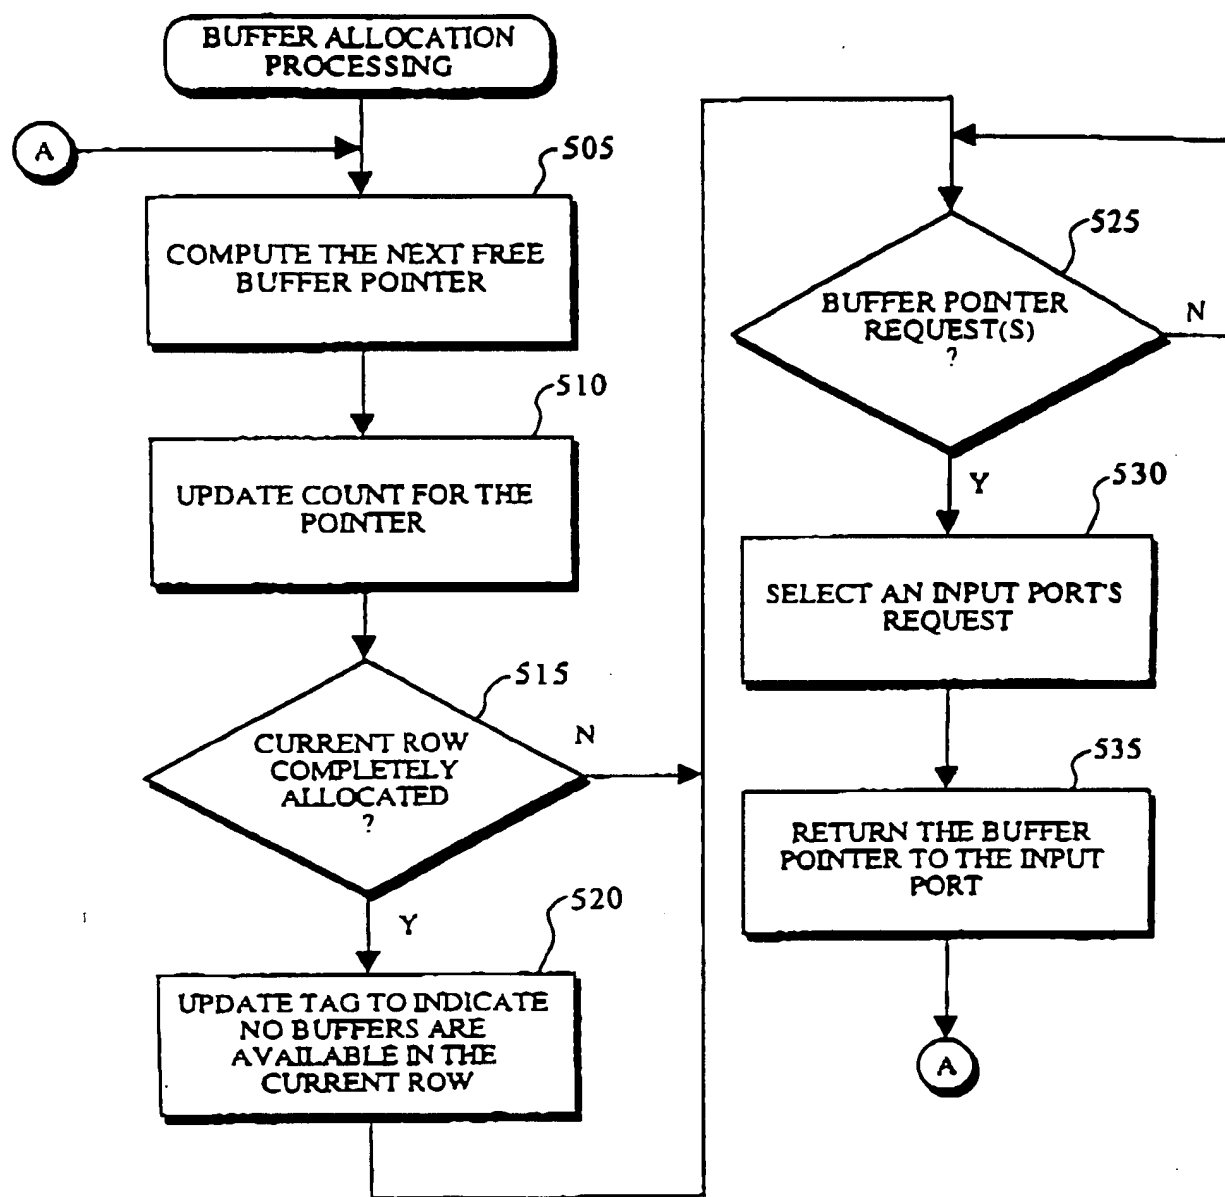 BUFFER ALLOCATION
PROCESSING
A
505
COMPUTE THE NEXT FREE
BUFFER POINTER
510
UPDATE COUNT FOR THE
POINTER
515
CURRENT ROW
COMPLETELY
ALLOCATED
?
N
Y
520
UPDATE TAG TO INDICATE
NO BUFFERS ARE
AVAILABLE IN THE
CURRENT ROW
525
BUFFER POINTER
REQUEST(S)
?
N
Y
530
SELECT AN INPUT PORT'S
REQUEST
535
RETURN THE BUFFER
POINTER TO THE INPUT
PORT
A